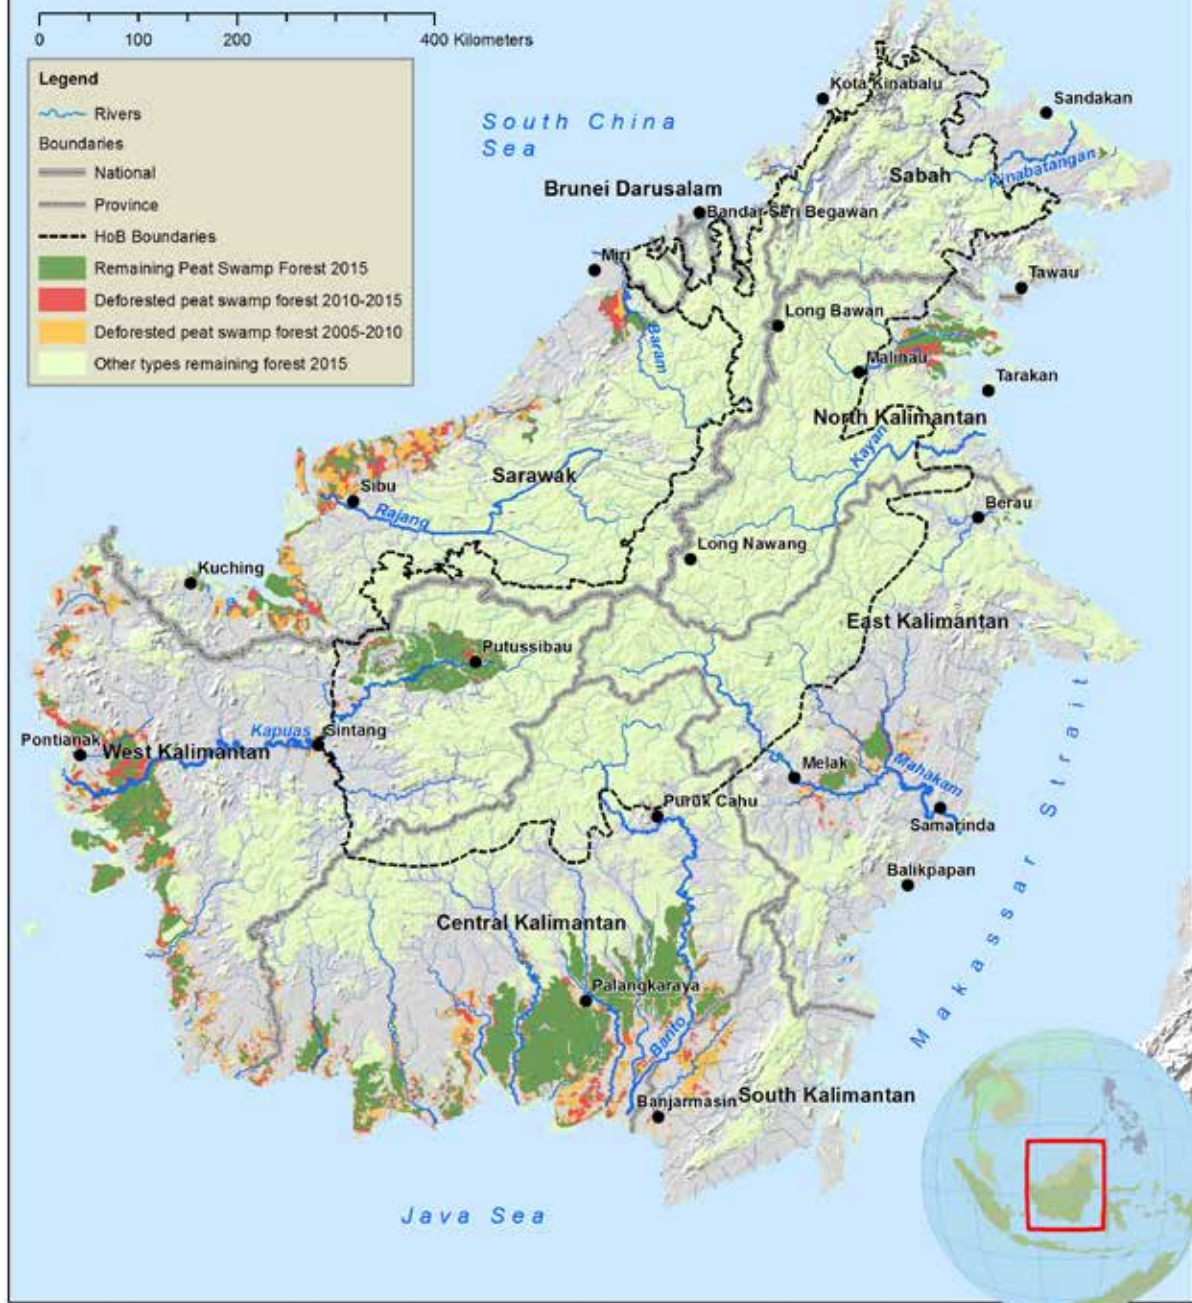 0 100 200 400 Kilometers
Legend
Rivers
Boundaries
National
Province
HoB Boundaries
Remaining Peat Swamp Forest 2015
Deforested peat swamp forest 2010-2015
Deforested peat swamp forest 2005-2010
Other types remaining forest 2015
South China
Sea
Kota Kinabalu
Sandakan
Kinabatangan
Sabah
Brunei Darusalam
Bandar Seri Begawan
Miri
Tawau
Long Bawan
Baram
Malinau
Tarakan
North Kalimantan
Kayan
Sarawak
Sibu
Rajang
Berau
Long Nawang
Kuching
East Kalimantan
Putussibau
Kapuas
Sintang
Pontianak
West Kalimantan
Melak
Mahakam
Makassar Strait
Puruk Cahu
Samarinda
Balikpapan
Central Kalimantan
Palangkaraya
Barito
Banjarmasin
South Kalimantan
Java Sea